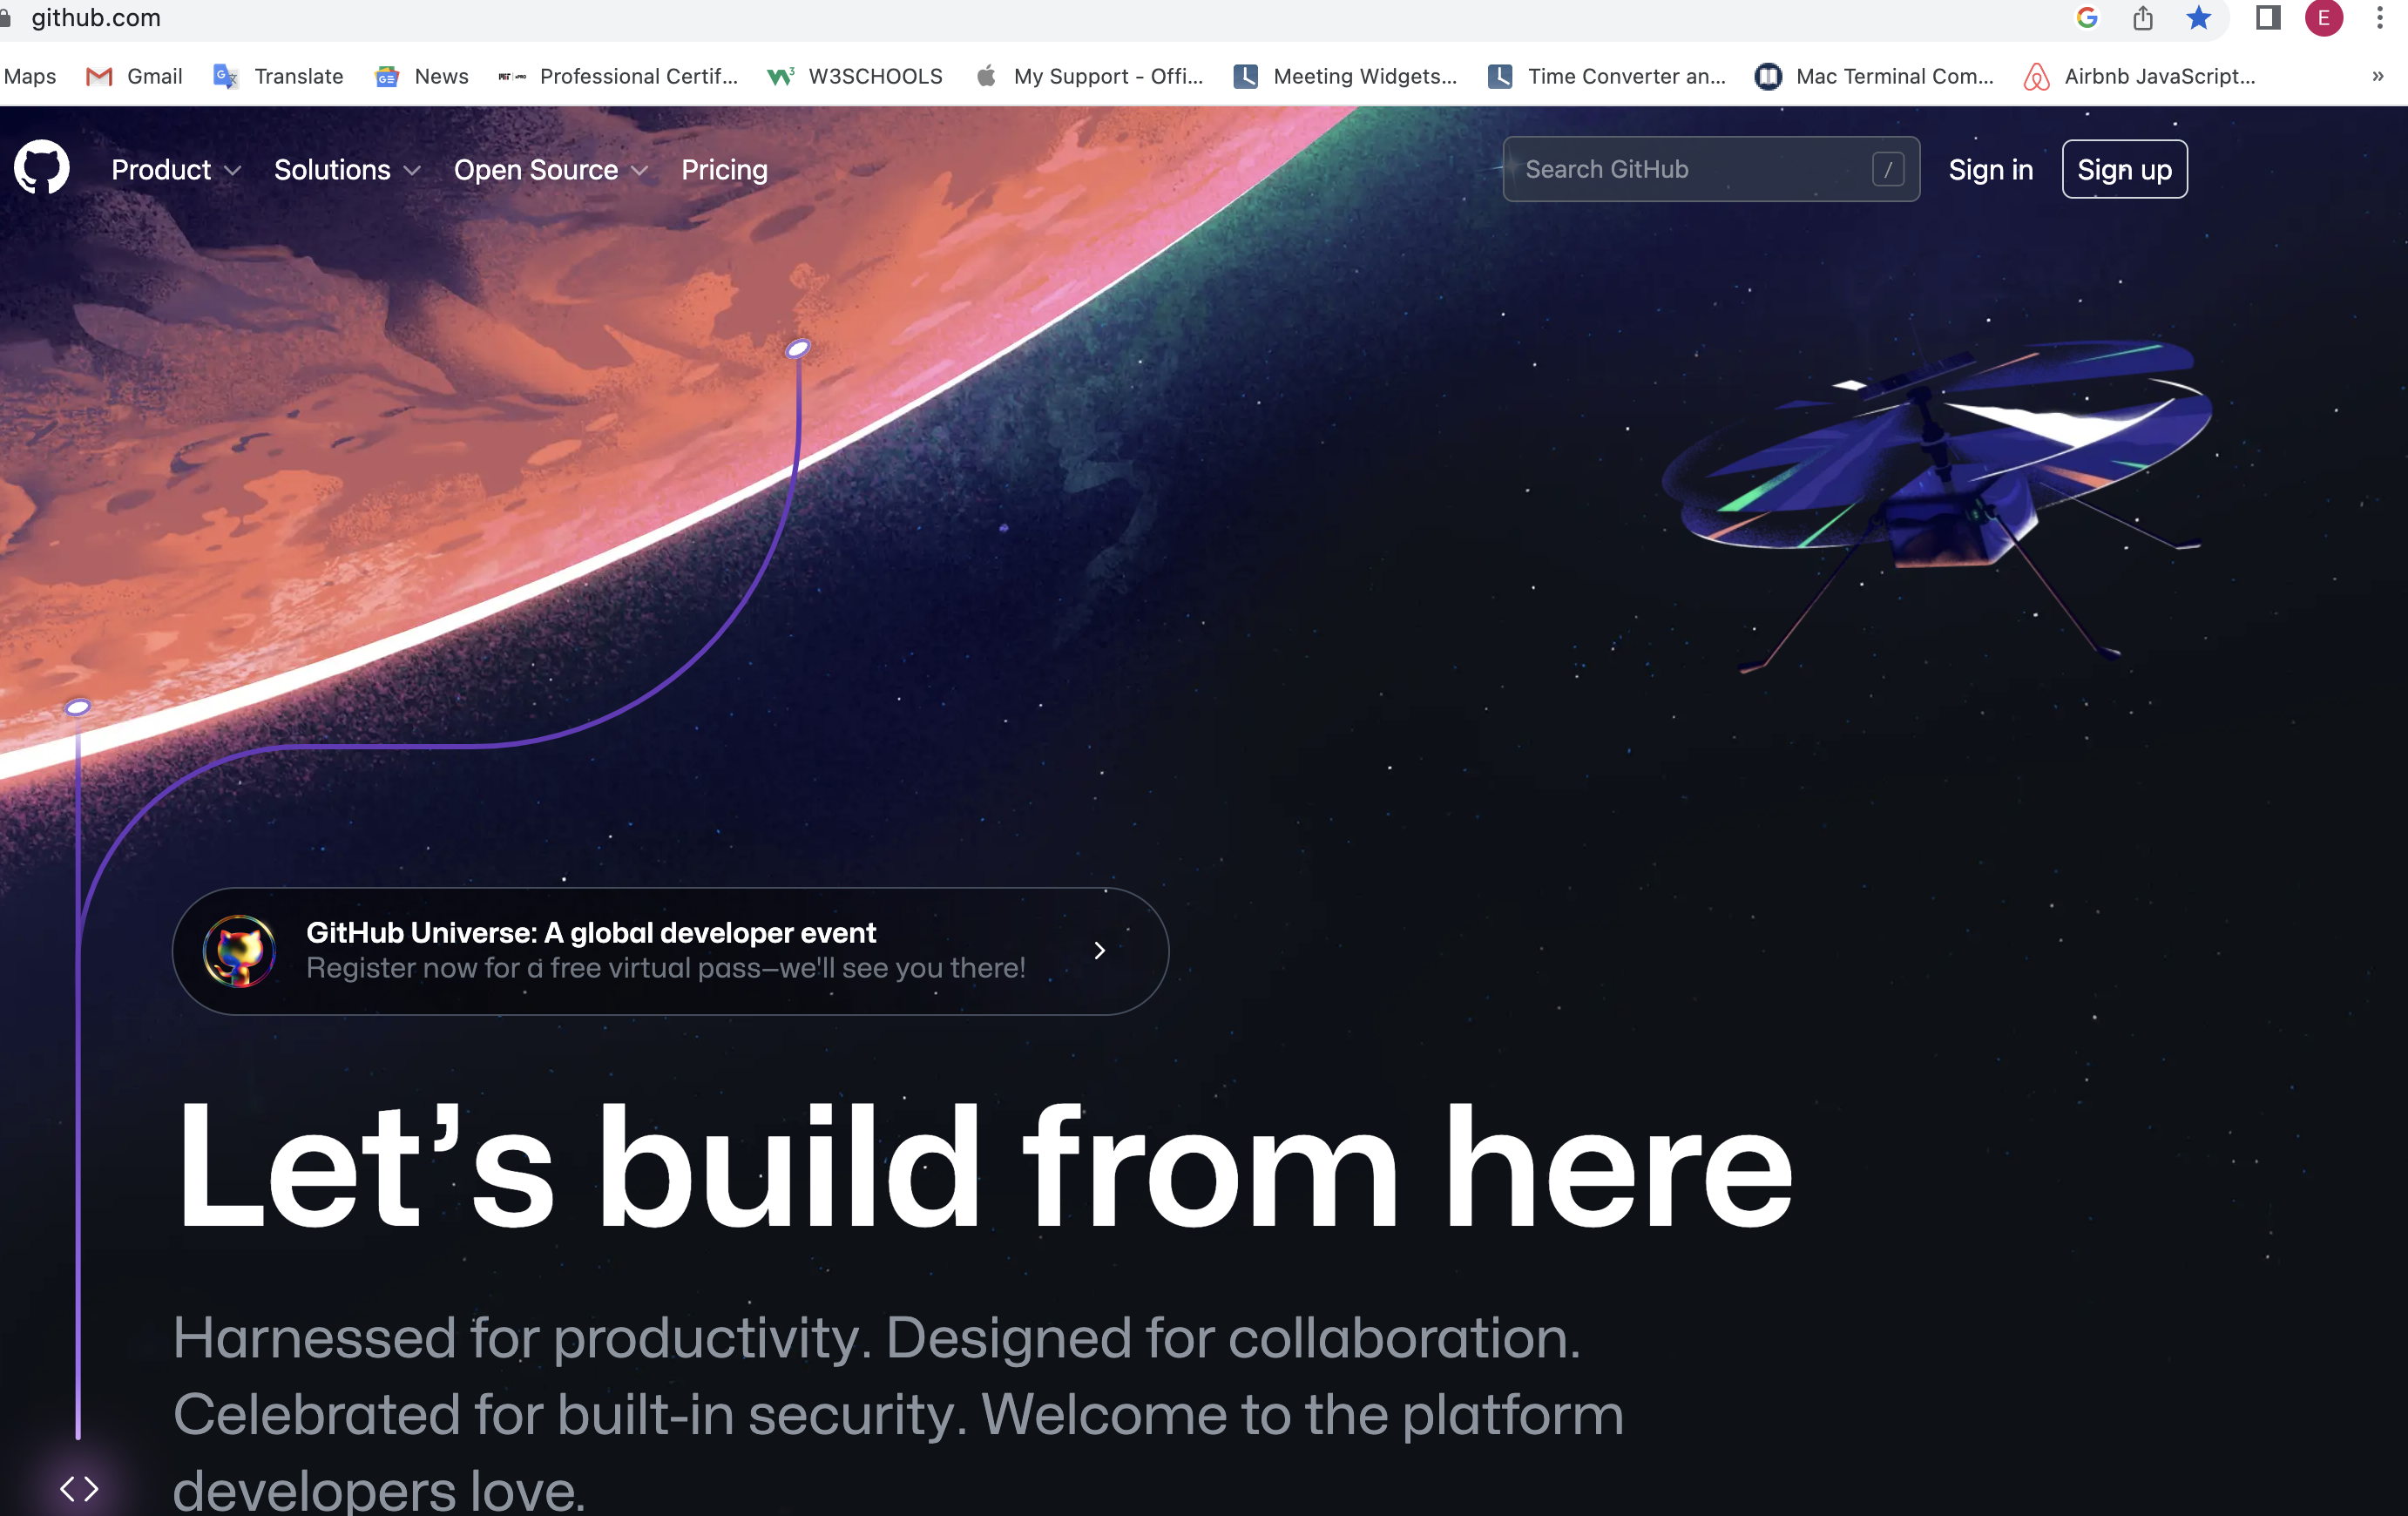 github.com
E
Maps Gmail Translate News Professional Certif... W3SCHOOLS My Support - Offi... Meeting Widgets... Time Converter an... Mac Terminal Com... Airbnb JavaScript... »
Product Solutions Open Source Pricing Search GitHub / Sign in Sign up
GitHub Universe: A global developer event
Register now for a free virtual pass—we'll see you there!
Let’s build from here
Harnessed for productivity. Designed for collaboration.
Celebrated for built-in security. Welcome to the platform
developers love.